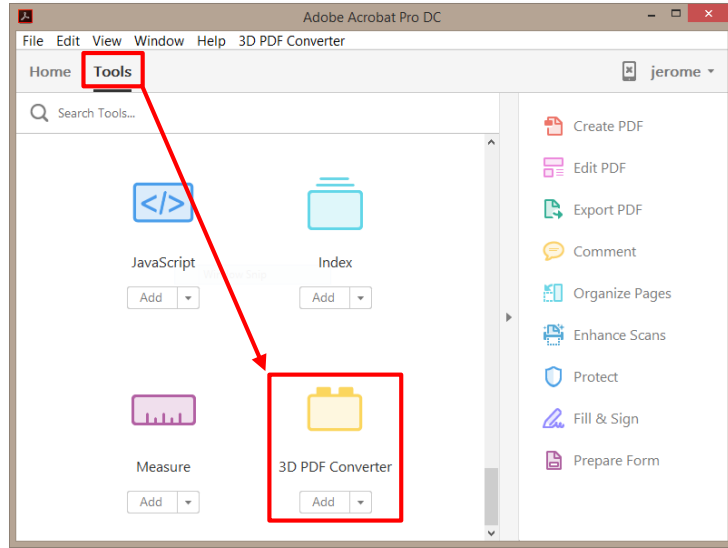 Adobe Acrobat Pro DC
File Edit View Window Help 3D PDF Converter
Home Tools jerome
Search Tools...
JavaScript Index
Add Add
Measure 3D PDF Converter
Add Add
Create PDF
Edit PDF
Export PDF
Comment
Organize Pages
Enhance Scans
Protect
Fill & Sign
Prepare Form